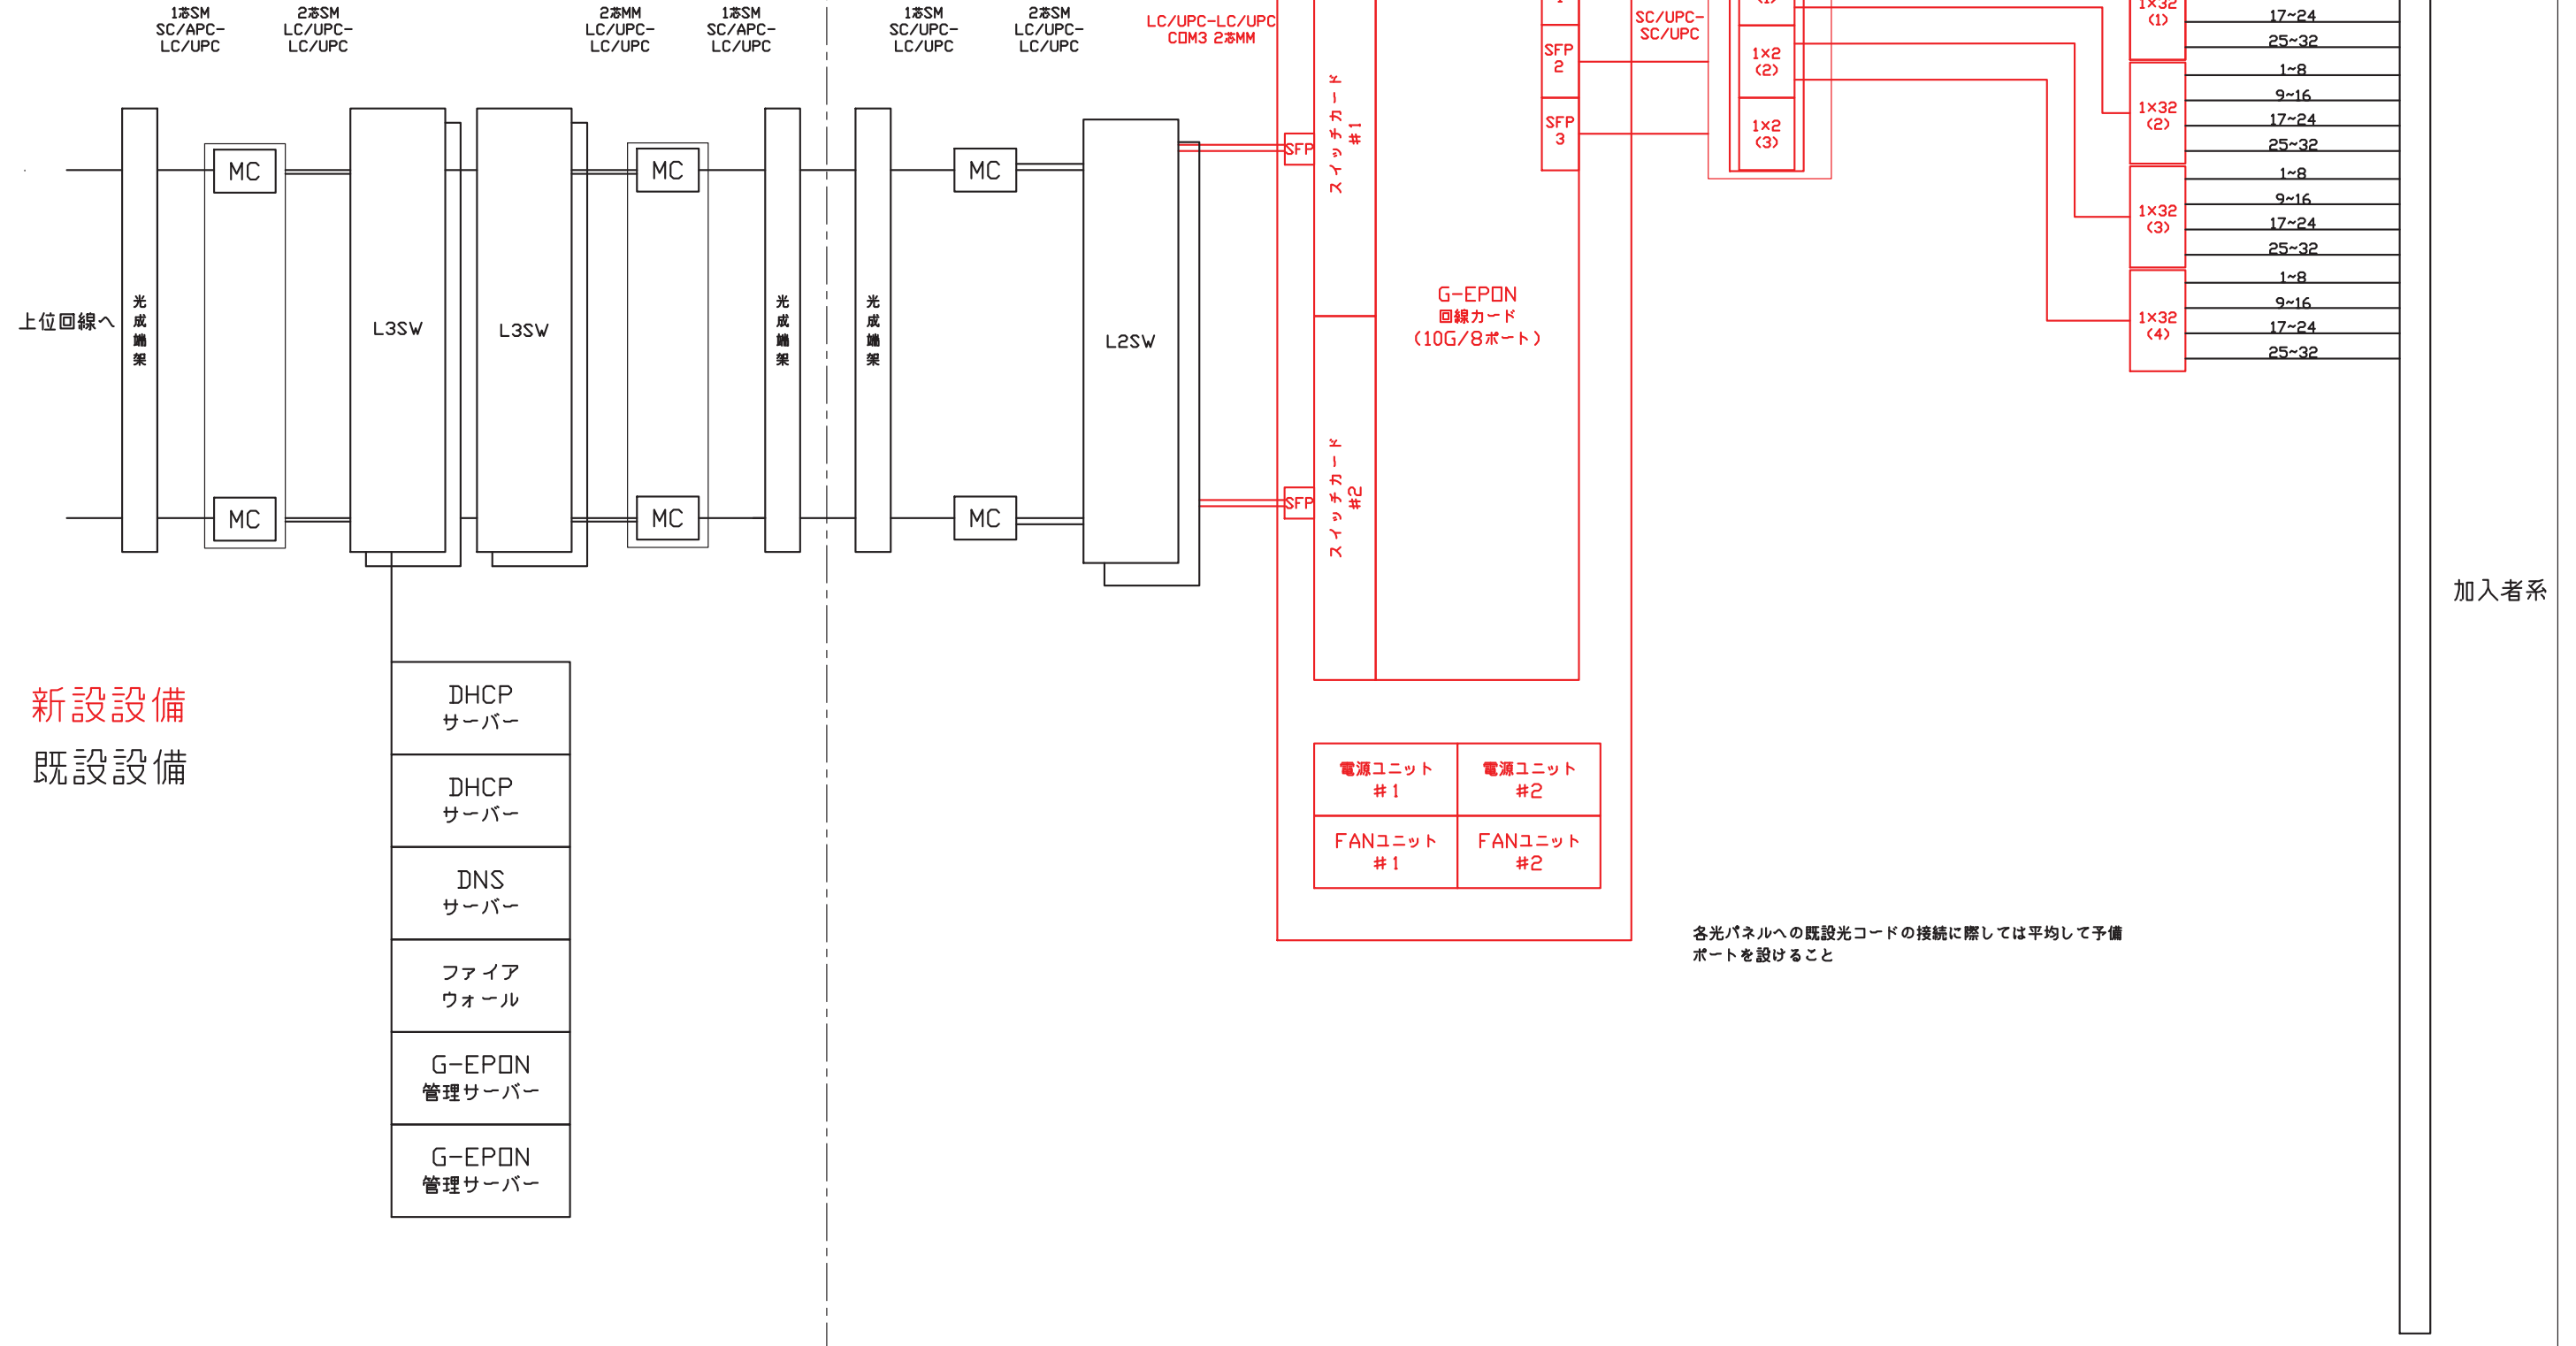 1芯SM
SC/APC-
LC/UPC
2芯SM
LC/UPC-
LC/UPC
2芯MM
LC/UPC-
LC/UPC
1芯SM
SC/APC-
LC/UPC
1芯SM
SC/UPC-
LC/UPC
2芯SM
LC/UPC-
LC/UPC
LC/UPC-LC/UPC
COM3 2芯MM
SC/UPC-
SC/UPC
上位回線へ
光成端架
MC
MC
L3SW
L3SW
MC
MC
光成端架
光成端架
MC
MC
L2SW
SFP
SFP
スイッチカード
#1
スイッチカード
#2
G-EPON
回線カード
(10G/8ポート)
SFP
2
SFP
3
1×2
(2)
1×2
(3)
1×32
(1)
17~24
25~32
1×32
(2)
1~8
9~16
17~24
25~32
1×32
(3)
1~8
9~16
17~24
25~32
1×32
(4)
1~8
9~16
17~24
25~32
加入者系
新設設備
既設設備
DHCP
サーバー
DHCP
サーバー
DNS
サーバー
ファイア
ウォール
G-EPON
管理サーバー
G-EPON
管理サーバー
電源ユニット
#1
電源ユニット
#2
FANユニット
#1
FANユニット
#2
各光パネルへの既設光コードの接続に際しては平均して予備
ポートを設けること